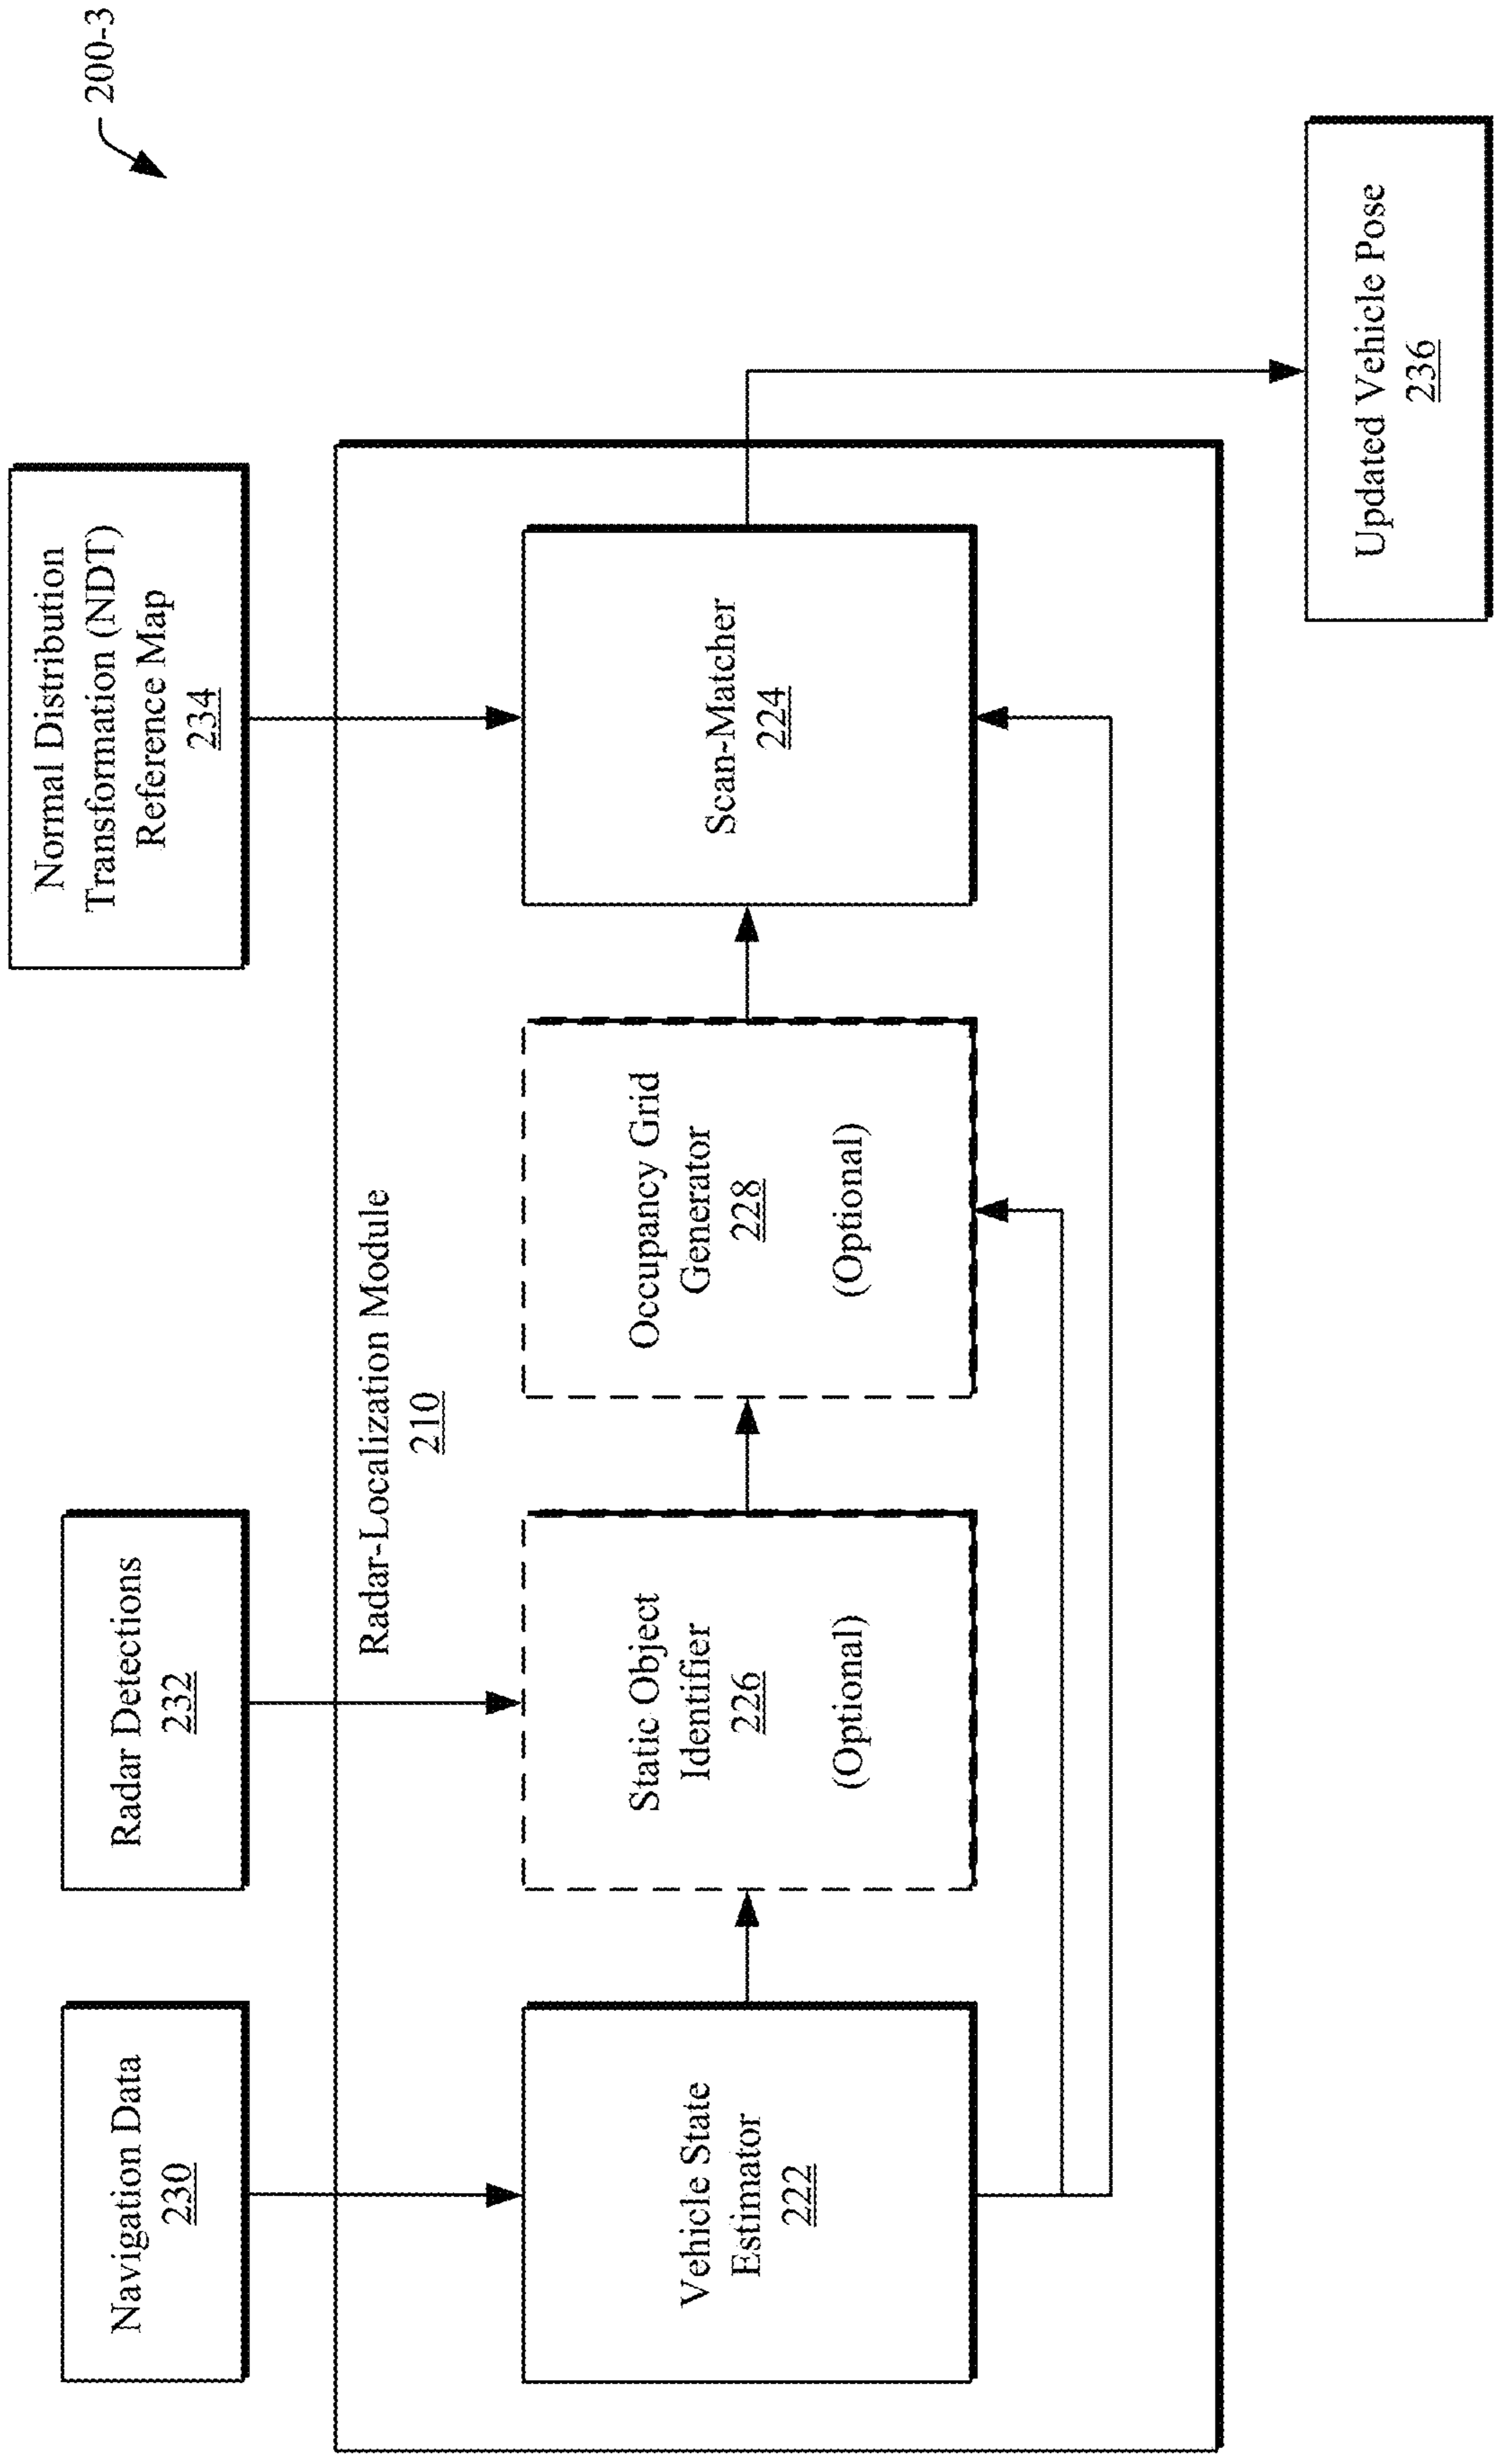 200-3
Navigation Data
230
Radar Detections
232
Normal Distribution
Transformation (NDT)
Reference Map
234
Radar-Localization Module
210
Vehicle State
Estimator
222
Static Object
Identifier
226
(Optional)
Occupancy Grid
Generator
228
(Optional)
Scan-Matcher
224
Updated Vehicle Pose
236